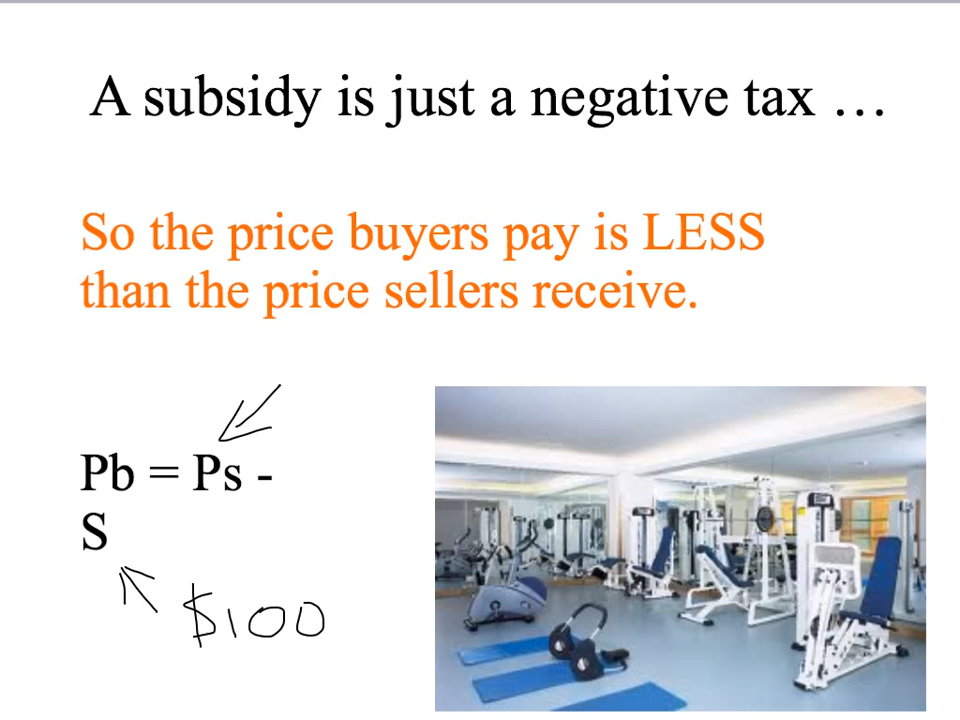 A subsidy is just a negative tax …
So the price buyers pay is LESS
than the price sellers receive.
Pb = Ps -
S
$100